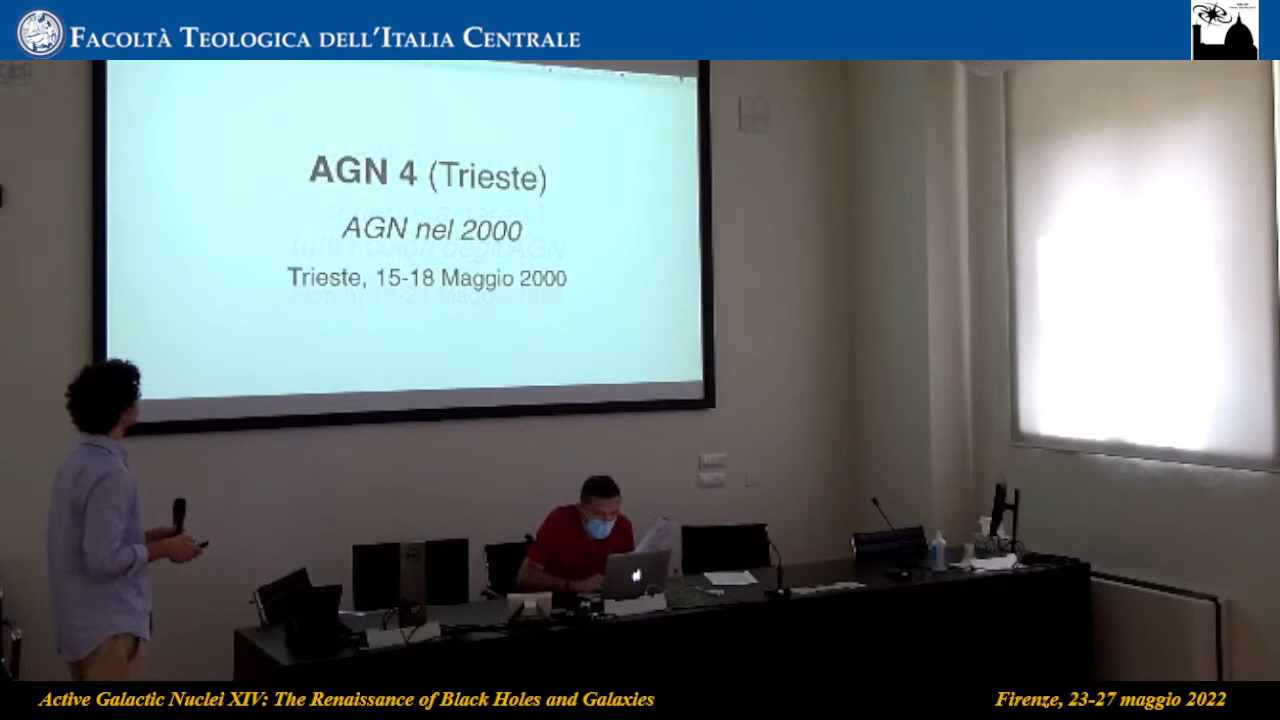 FACOLTÀ TEOLOGICA DELL'ITALIA CENTRALE
AGN 4 (Trieste)
AGN nel 2000
Trieste, 15-18 Maggio 2000
Active Galactic Nuclei XIV: The Renaissance of Black Holes and Galaxies
Firenze, 23-27 maggio 2022